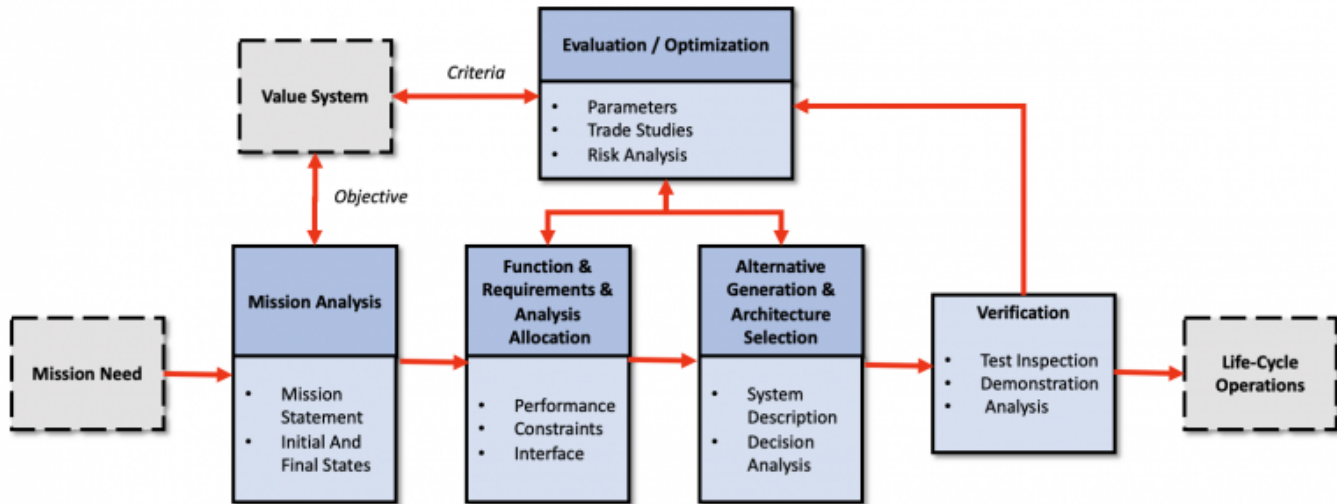 Evaluation / Optimization
Parameters
Trade Studies
Risk Analysis
Value System
Criteria
Objective
Mission Need
Mission Analysis
Mission
Statement
Initial And
Final States
Function &
Requirements &
Analysis
Allocation
Performance
Constraints
Interface
Alternative
Generation &
Architecture
Selection
System
Description
Decision
Analysis
Verification
Test Inspection
Demonstration
Analysis
Life-Cycle
Operations